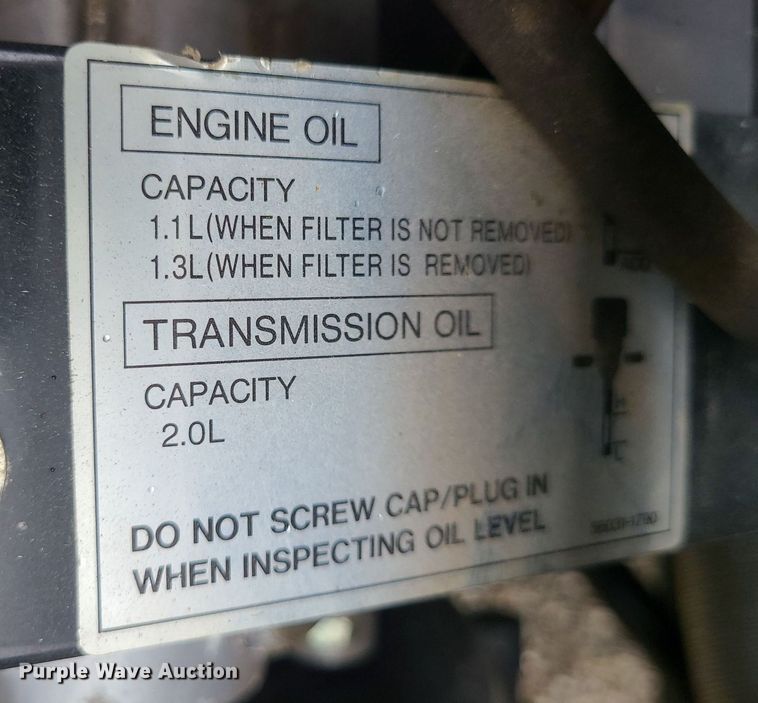 ENGINE OIL
CAPACITY
1.1L(WHEN FILTER IS NOT REMOVED)
1.3L(WHEN FILTER IS REMOVED)
ADD
TRANSMISSION OIL
CAPACITY
2.0L
H
L
DO NOT SCREW CAP/PLUG IN
WHEN INSPECTING OIL LEVEL
Purple Wave Auction